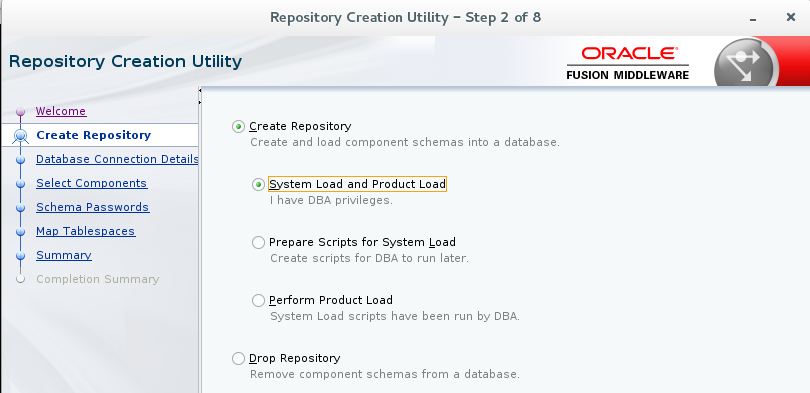 Repository Creation Utility – Step 2 of 8
Repository Creation Utility
ORACLE
FUSION MIDDLEWARE
Welcome
Create Repository
Database Connection Details
Select Components
Schema Passwords
Map Tablespaces
Summary
Completion Summary
Create Repository
Create and load component schemas into a database.
System Load and Product Load
I have DBA privileges.
Prepare Scripts for System Load
Create scripts for DBA to run later.
Perform Product Load
System Load scripts have been run by DBA.
Drop Repository
Remove component schemas from a database.